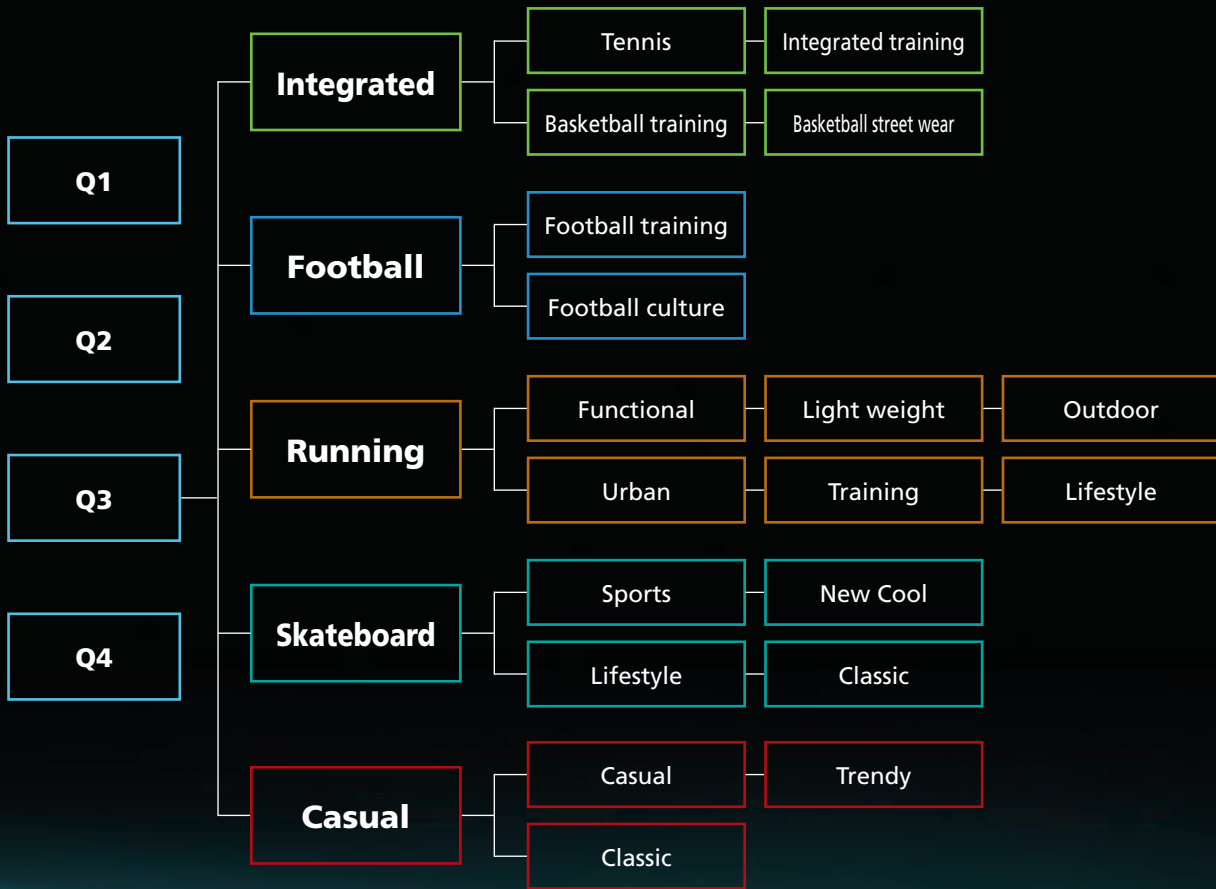 Q1
Q2
Q3
Q4
Integrated
Tennis
Integrated training
Basketball training
Basketball street wear
Football
Football training
Football culture
Running
Functional
Light weight
Outdoor
Urban
Training
Lifestyle
Skateboard
Sports
New Cool
Lifestyle
Classic
Casual
Casual
Trendy
Classic